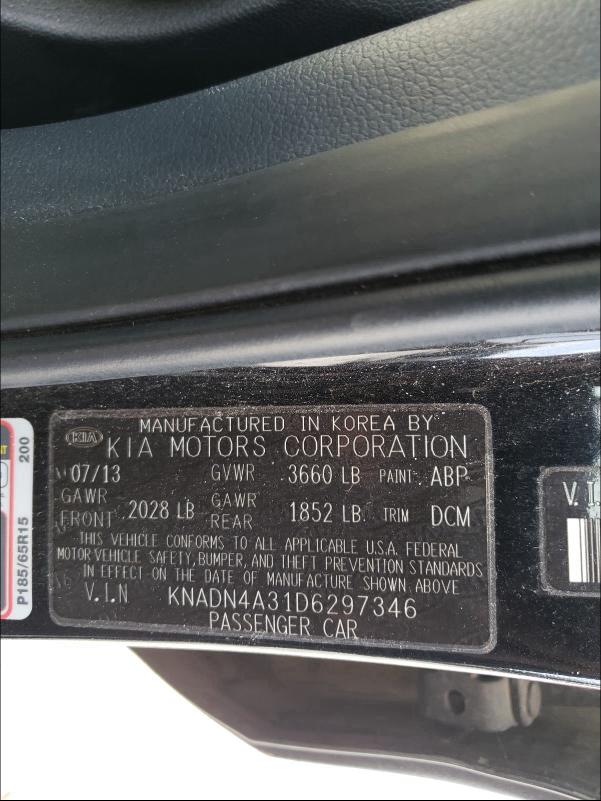 MANUFACTURED IN KOREA BY
KIA KIA MOTORS CORPORATION
07/13 GVWR 3660 LB PAINT ABP
GAWR FRONT 2028 LB GAWR REAR 1852 LB TRIM DCM
THIS VEHICLE CONFORMS TO ALL APPLICABLE U.S.A. FEDERAL
MOTOR VEHICLE SAFETY, BUMPER, AND THEFT PREVENTION STANDARDS
IN EFFECT ON THE DATE OF MANUFACTURE SHOWN ABOVE
V.I.N KNADN4A31D6297346
PASSENGER CAR
P185/65R15
200
V.I